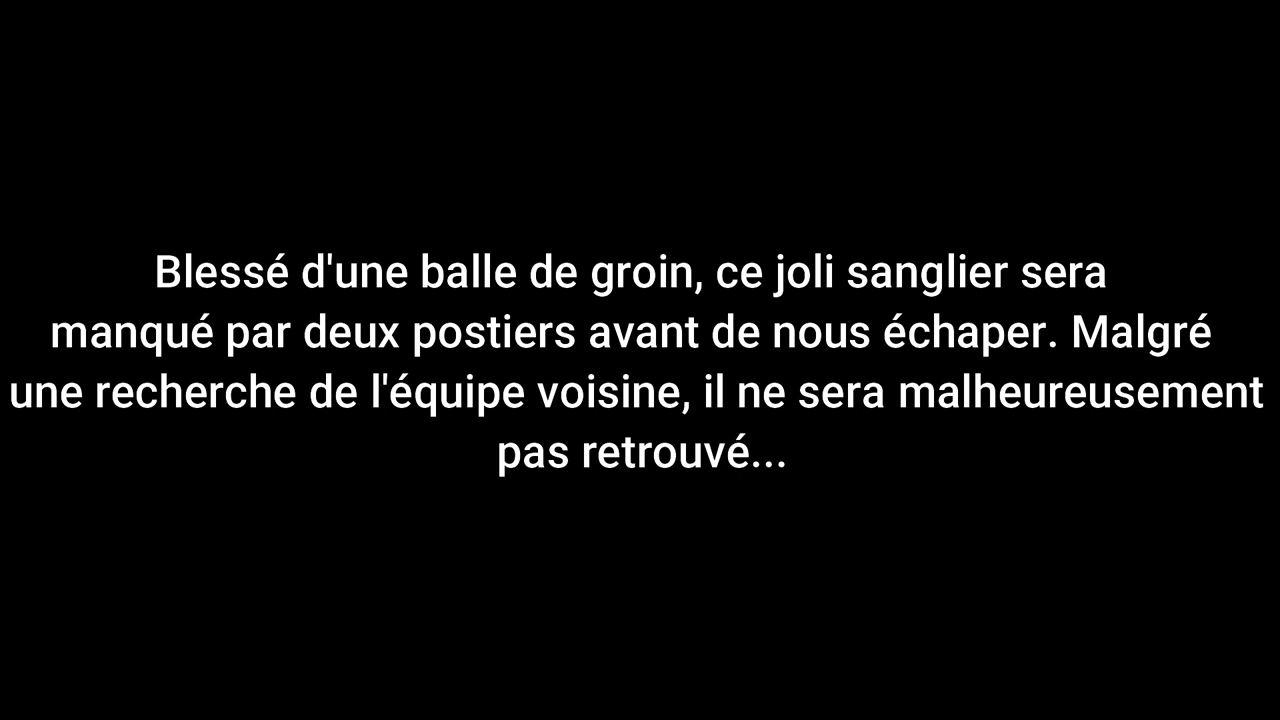 Blessé d'une balle de groin, ce joli sanglier sera
manqué par deux postiers avant de nous échaper. Malgré
une recherche de l'équipe voisine, il ne sera malheureusement
pas retrouvé...